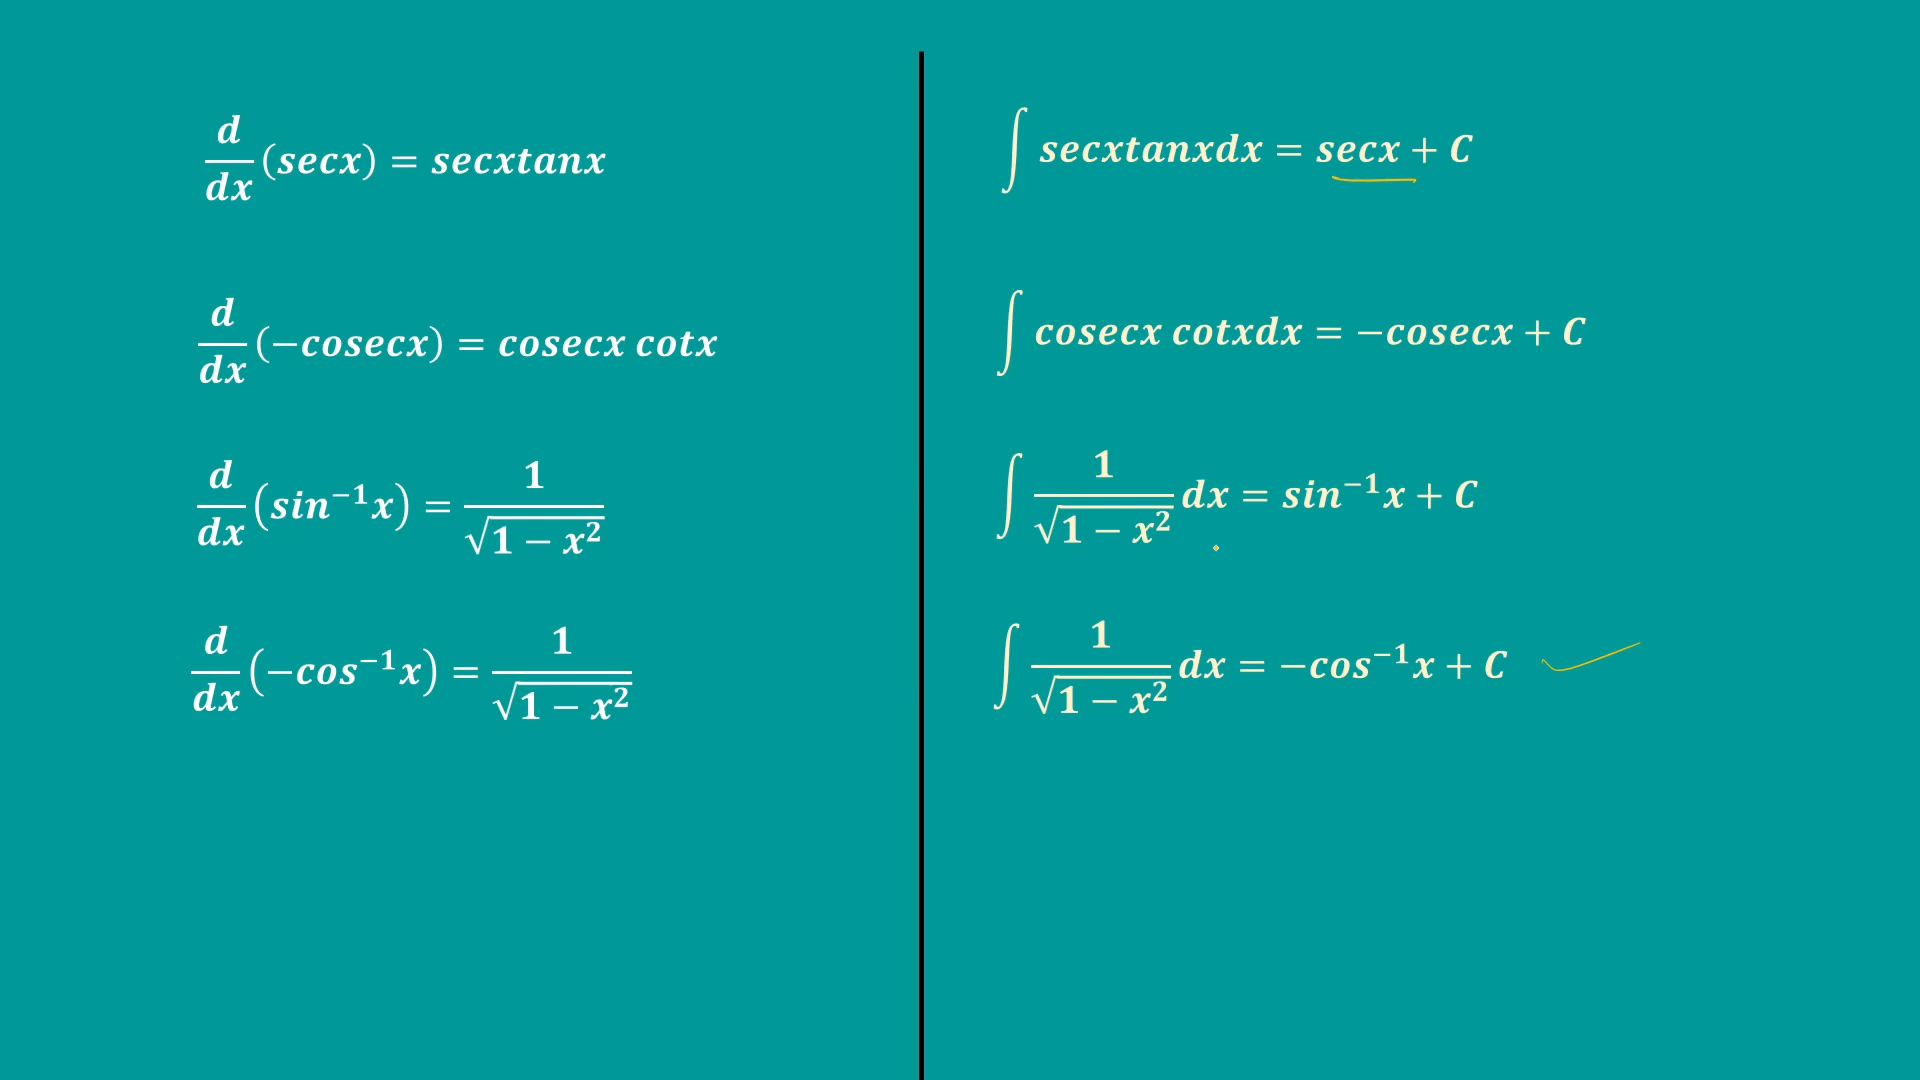 d/dx (secx) = secxtanx
d/dx (−cosecx) = cosecx cotx
d/dx (sin⁻¹x) = 1/√(1 − x²)
d/dx (−cos⁻¹x) = 1/√(1 − x²)
∫ secxtanxdx = secx + C
∫ cosecx cotxdx = −cosecx + C
∫ 1/√(1 − x²) dx = sin⁻¹x + C
∫ 1/√(1 − x²) dx = −cos⁻¹x + C